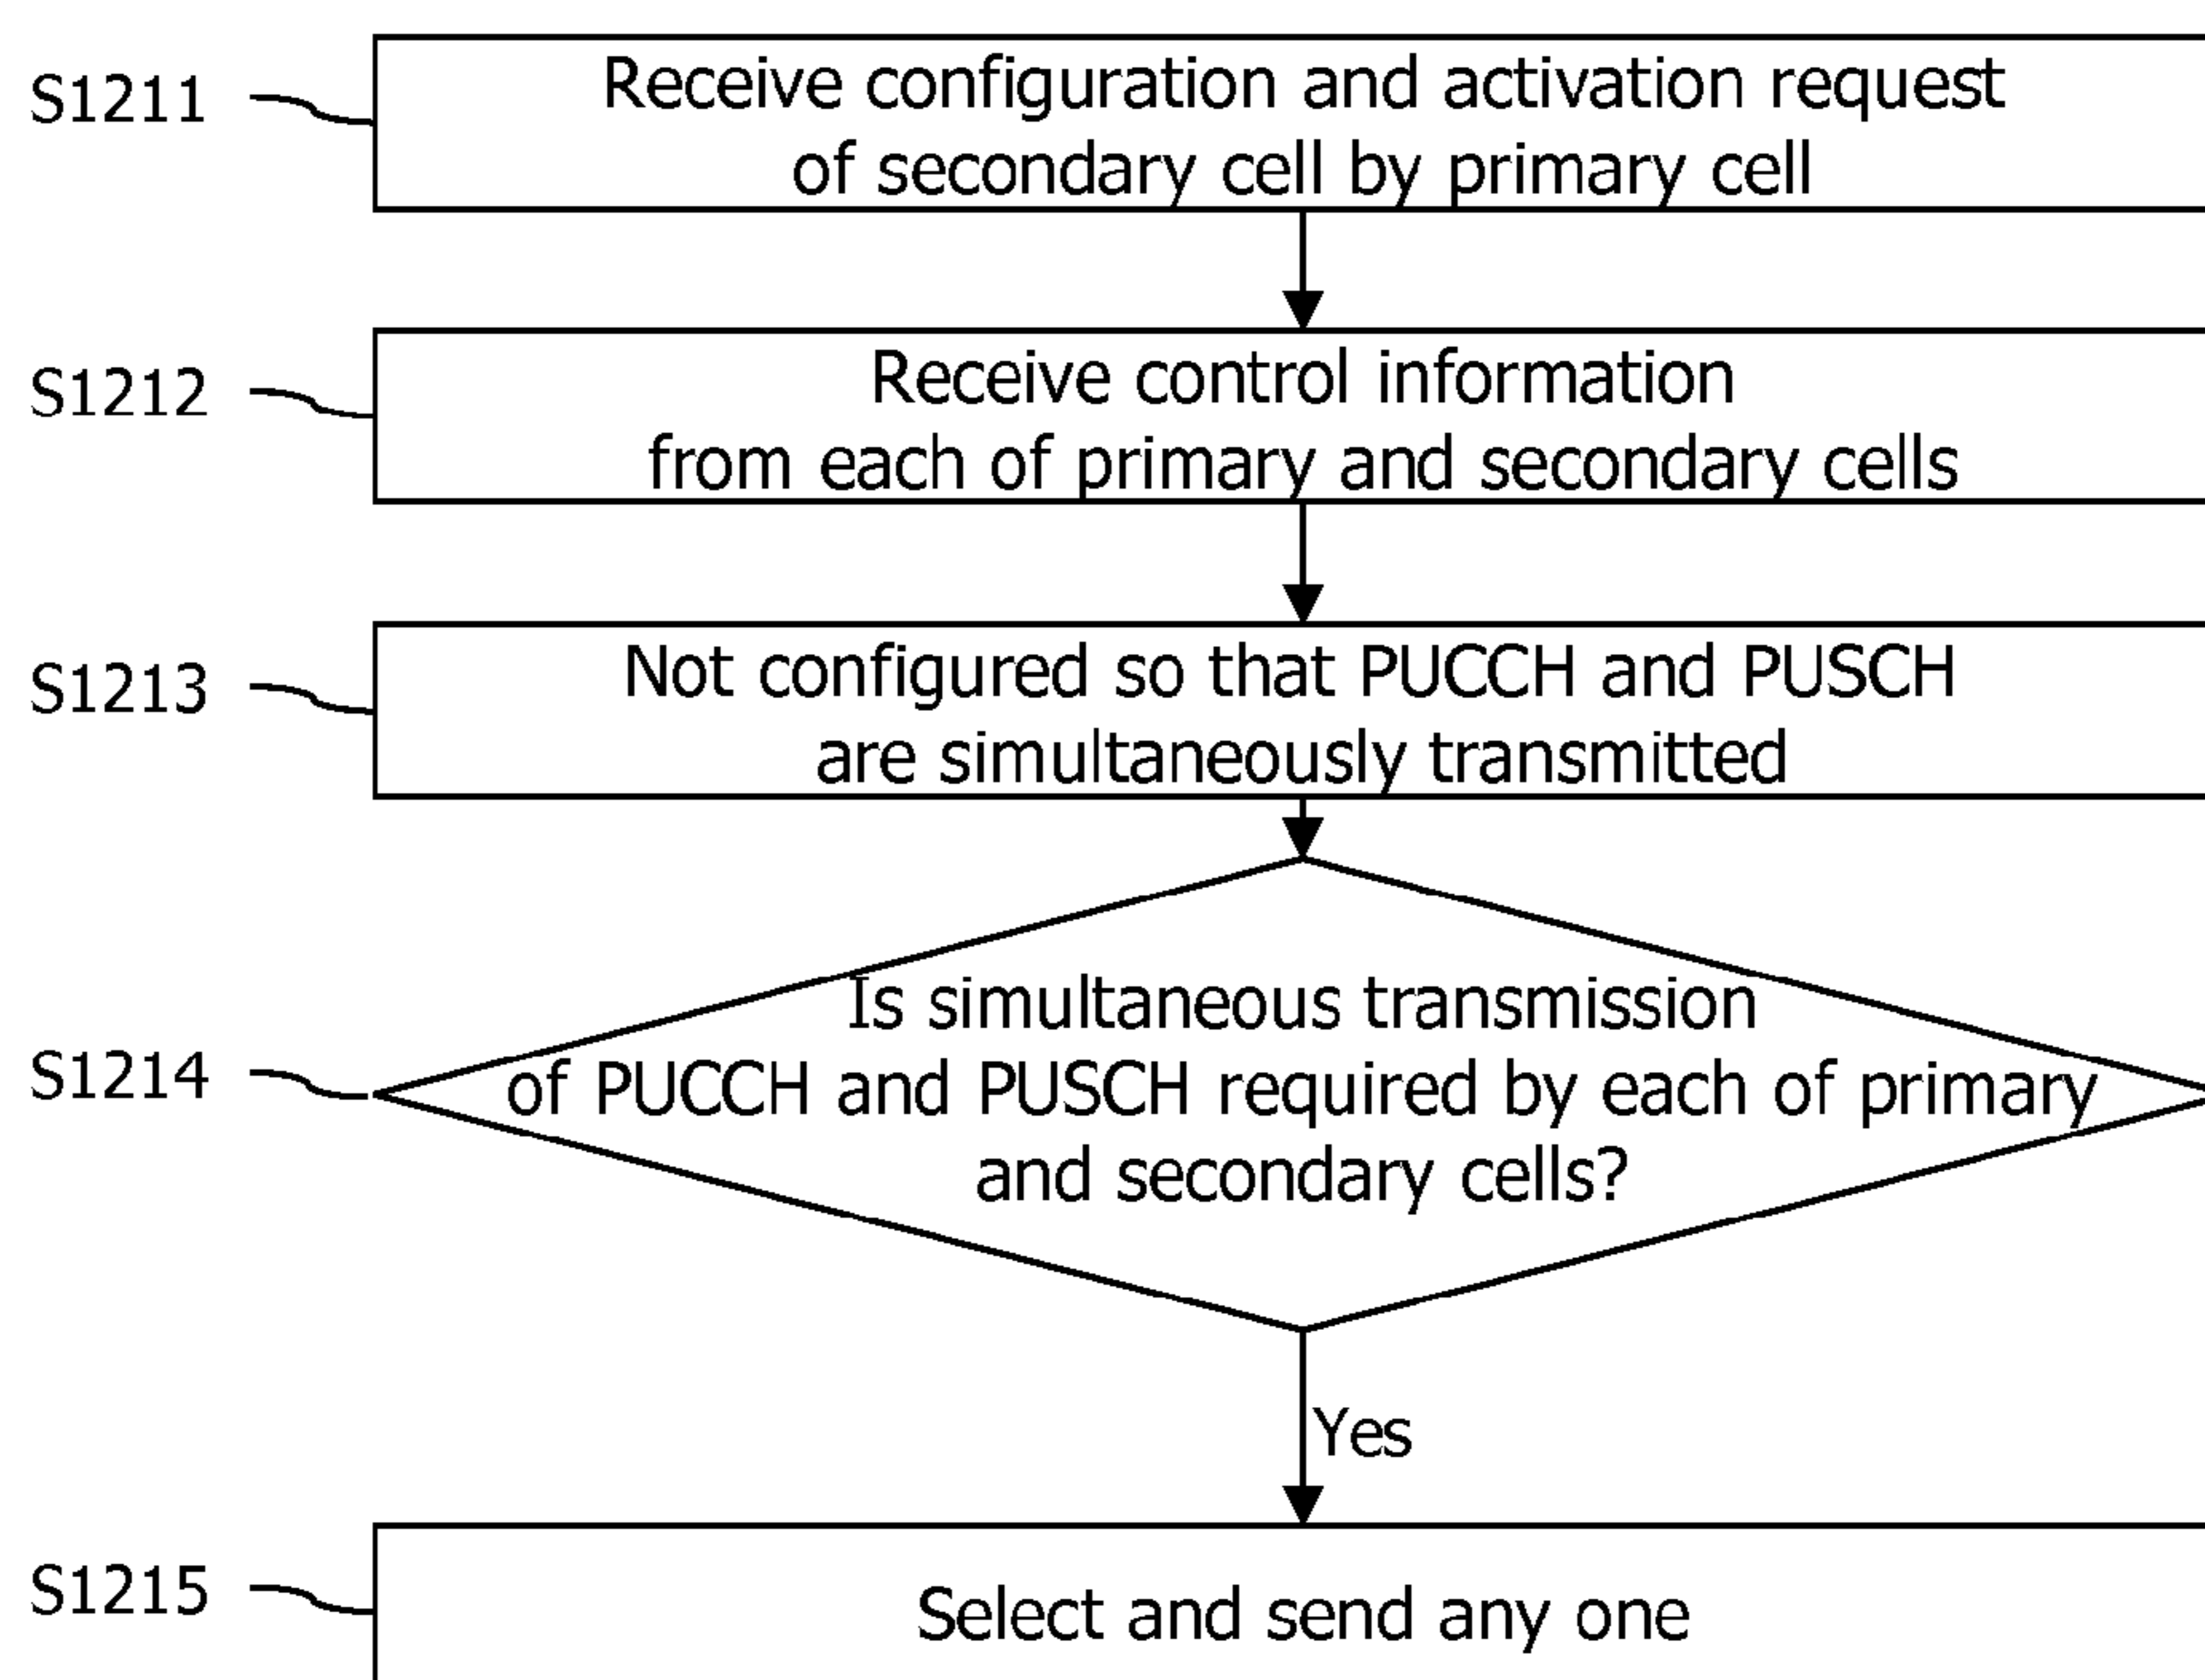 S1211
Receive configuration and activation request
of secondary cell by primary cell
S1212
Receive control information
from each of primary and secondary cells
S1213
Not configured so that PUCCH and PUSCH
are simultaneously transmitted
S1214
Is simultaneous transmission
of PUCCH and PUSCH required by each of primary
and secondary cells?
Yes
S1215
Select and send any one